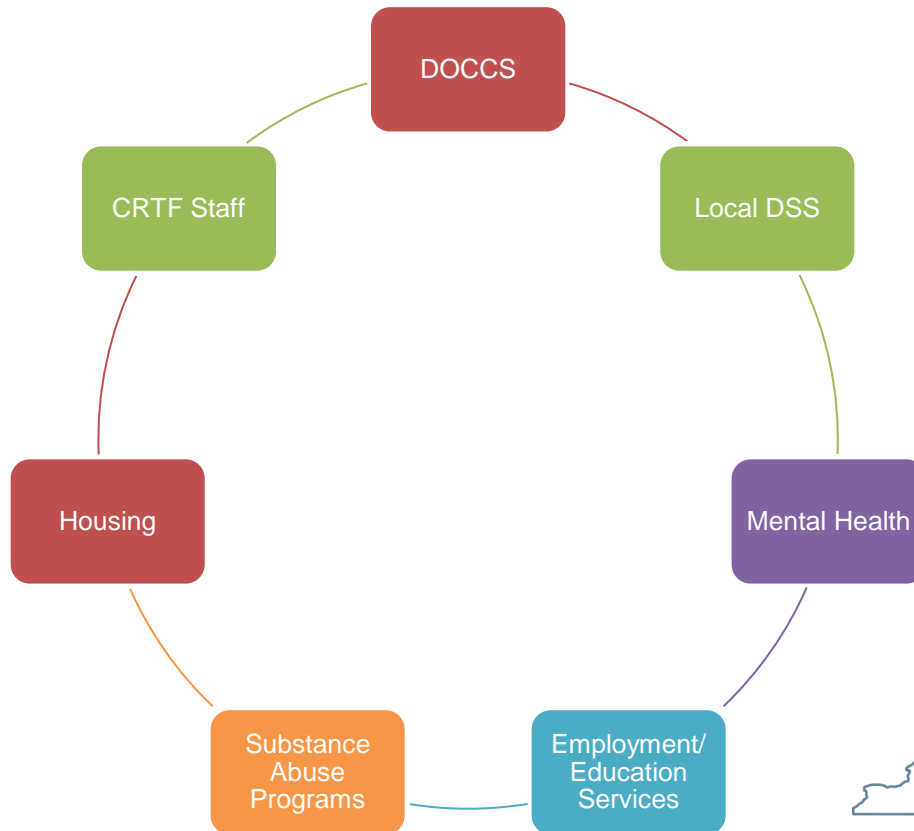 DOCCS
Local DSS
Mental Health
Employment/
Education
Services
Substance
Abuse
Programs
Housing
CRTF Staff